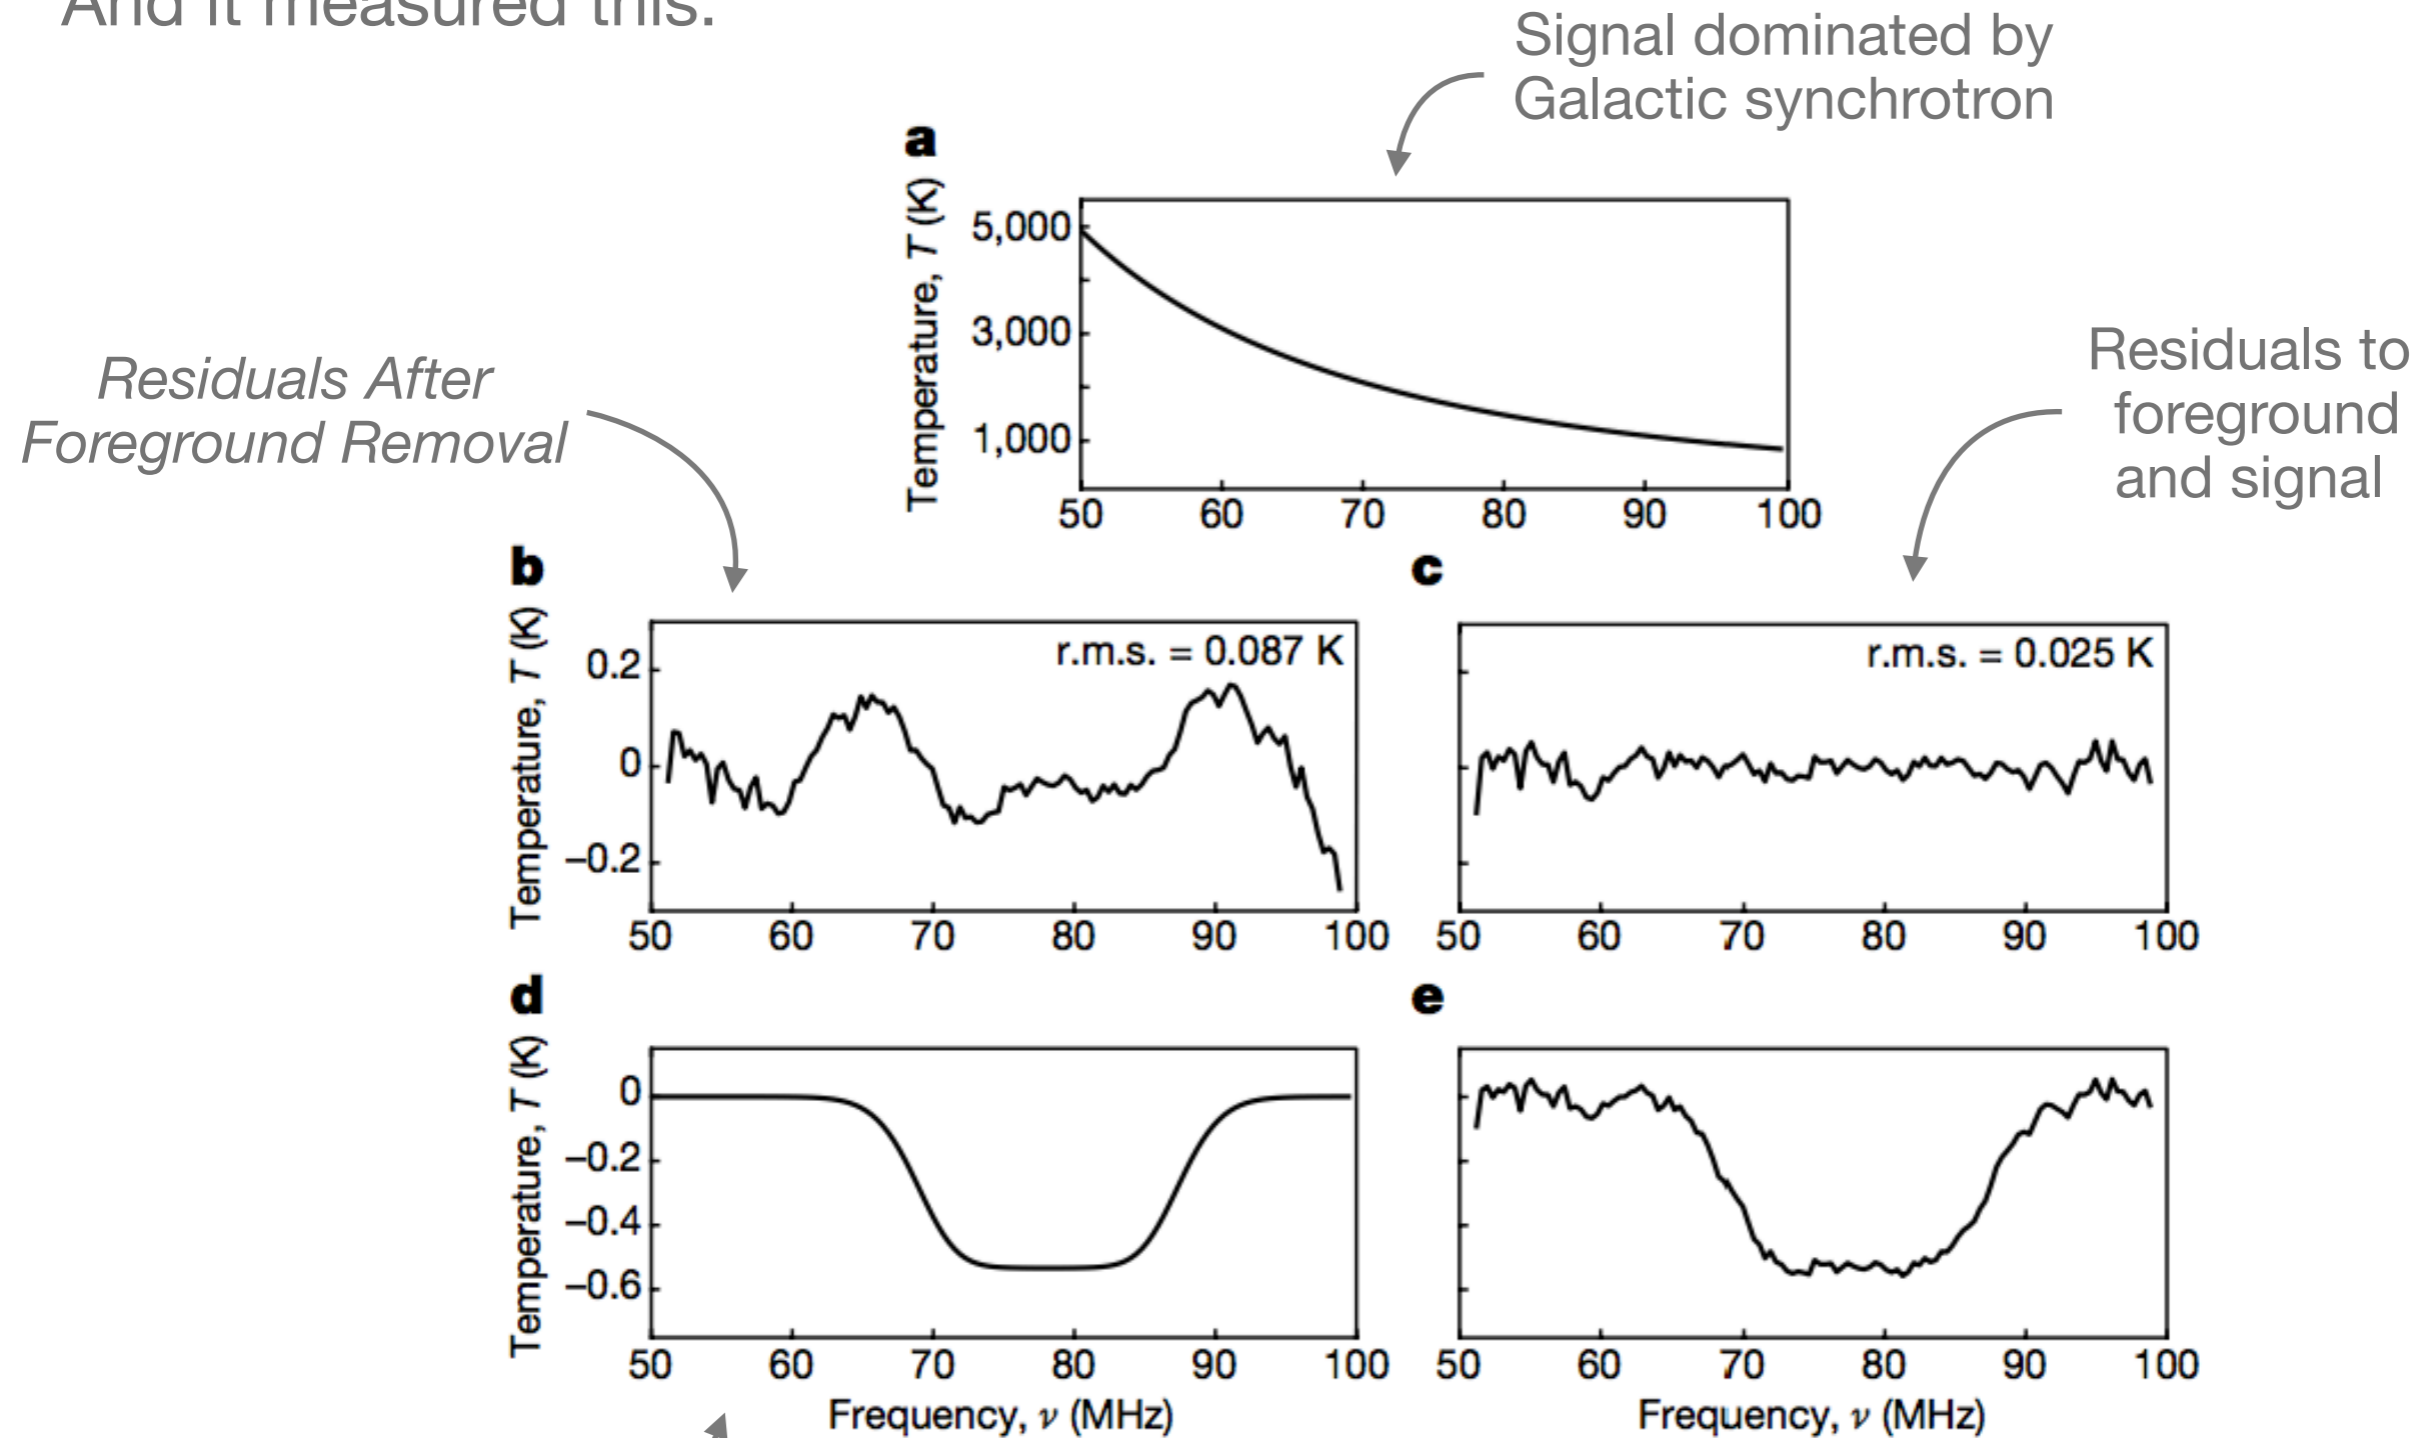 And it measured this.
Signal dominated by
Galactic synchrotron
a
Temperature, T (K)
5,000
3,000
1,000
50 60 70 80 90 100
Residuals After
Foreground Removal
Residuals to
foreground
and signal
b
Temperature, T (K)
r.m.s. = 0.087 K
0.2
0
−0.2
50 60 70 80 90 100
c
r.m.s. = 0.025 K
50 60 70 80 90 100
d
Temperature, T (K)
0
−0.2
−0.4
−0.6
50 60 70 80 90 100
Frequency, ν (MHz)
e
50 60 70 80 90 100
Frequency, ν (MHz)